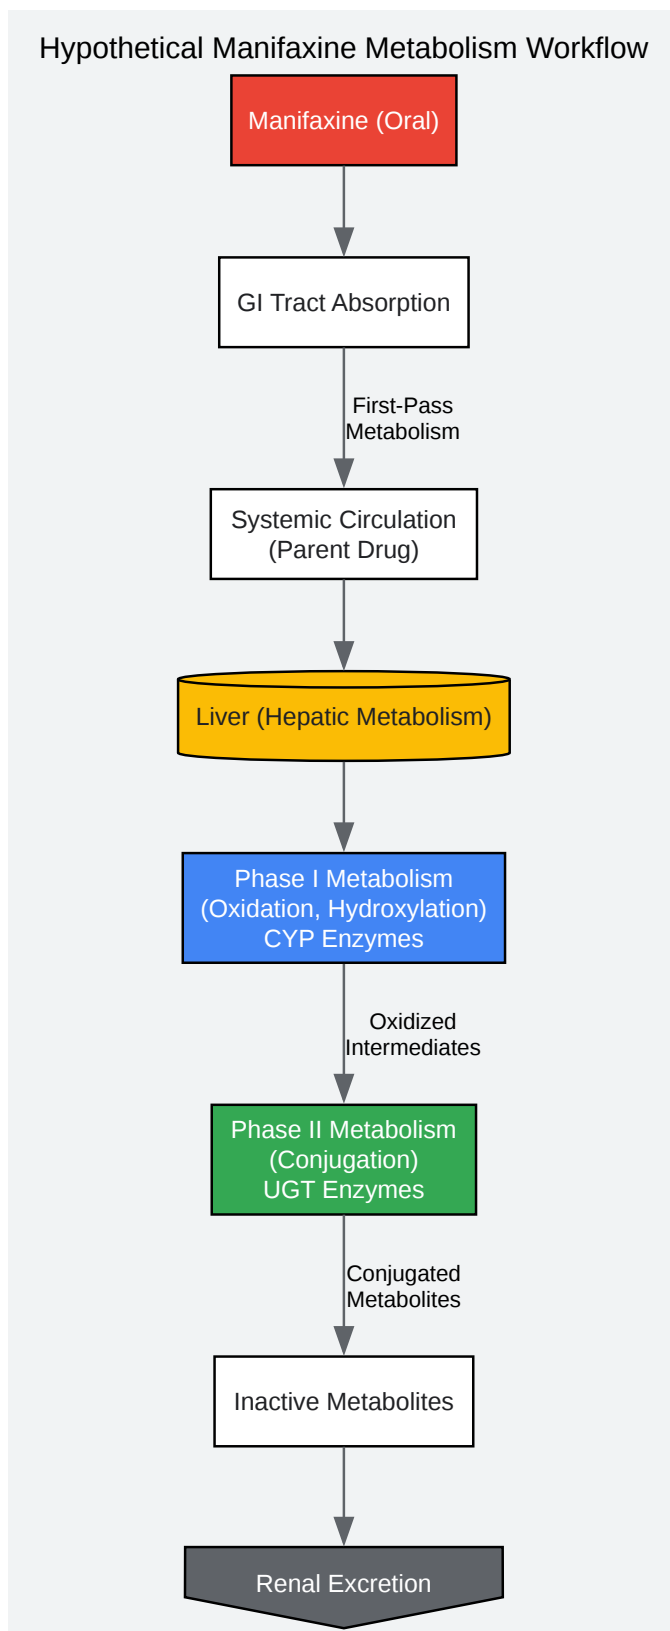 Hypothetical Manifaxine Metabolism Workflow
Manifaxine (Oral)
GI Tract Absorption
First-Pass
Metabolism
Systemic Circulation
(Parent Drug)
Liver (Hepatic Metabolism)
Phase I Metabolism
(Oxidation, Hydroxylation)
CYP Enzymes
Oxidized
Intermediates
Phase II Metabolism
(Conjugation)
UGT Enzymes
Conjugated
Metabolites
Inactive Metabolites
Renal Excretion